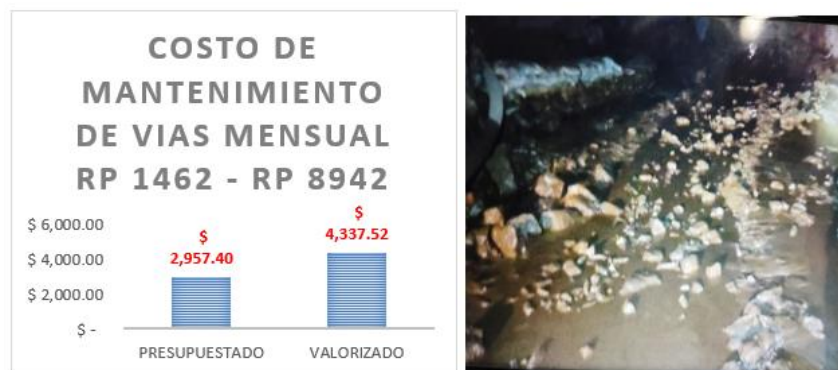 COSTO DE
MANTENIMIENTO
DE VIAS MENSUAL
RP 1462 - RP 8942
$ 6,000.00
$ 4,000.00
$ 2,000.00
$ -
$
2,957.40
$
4,337.52
PRESUPUESTADO
VALORIZADO